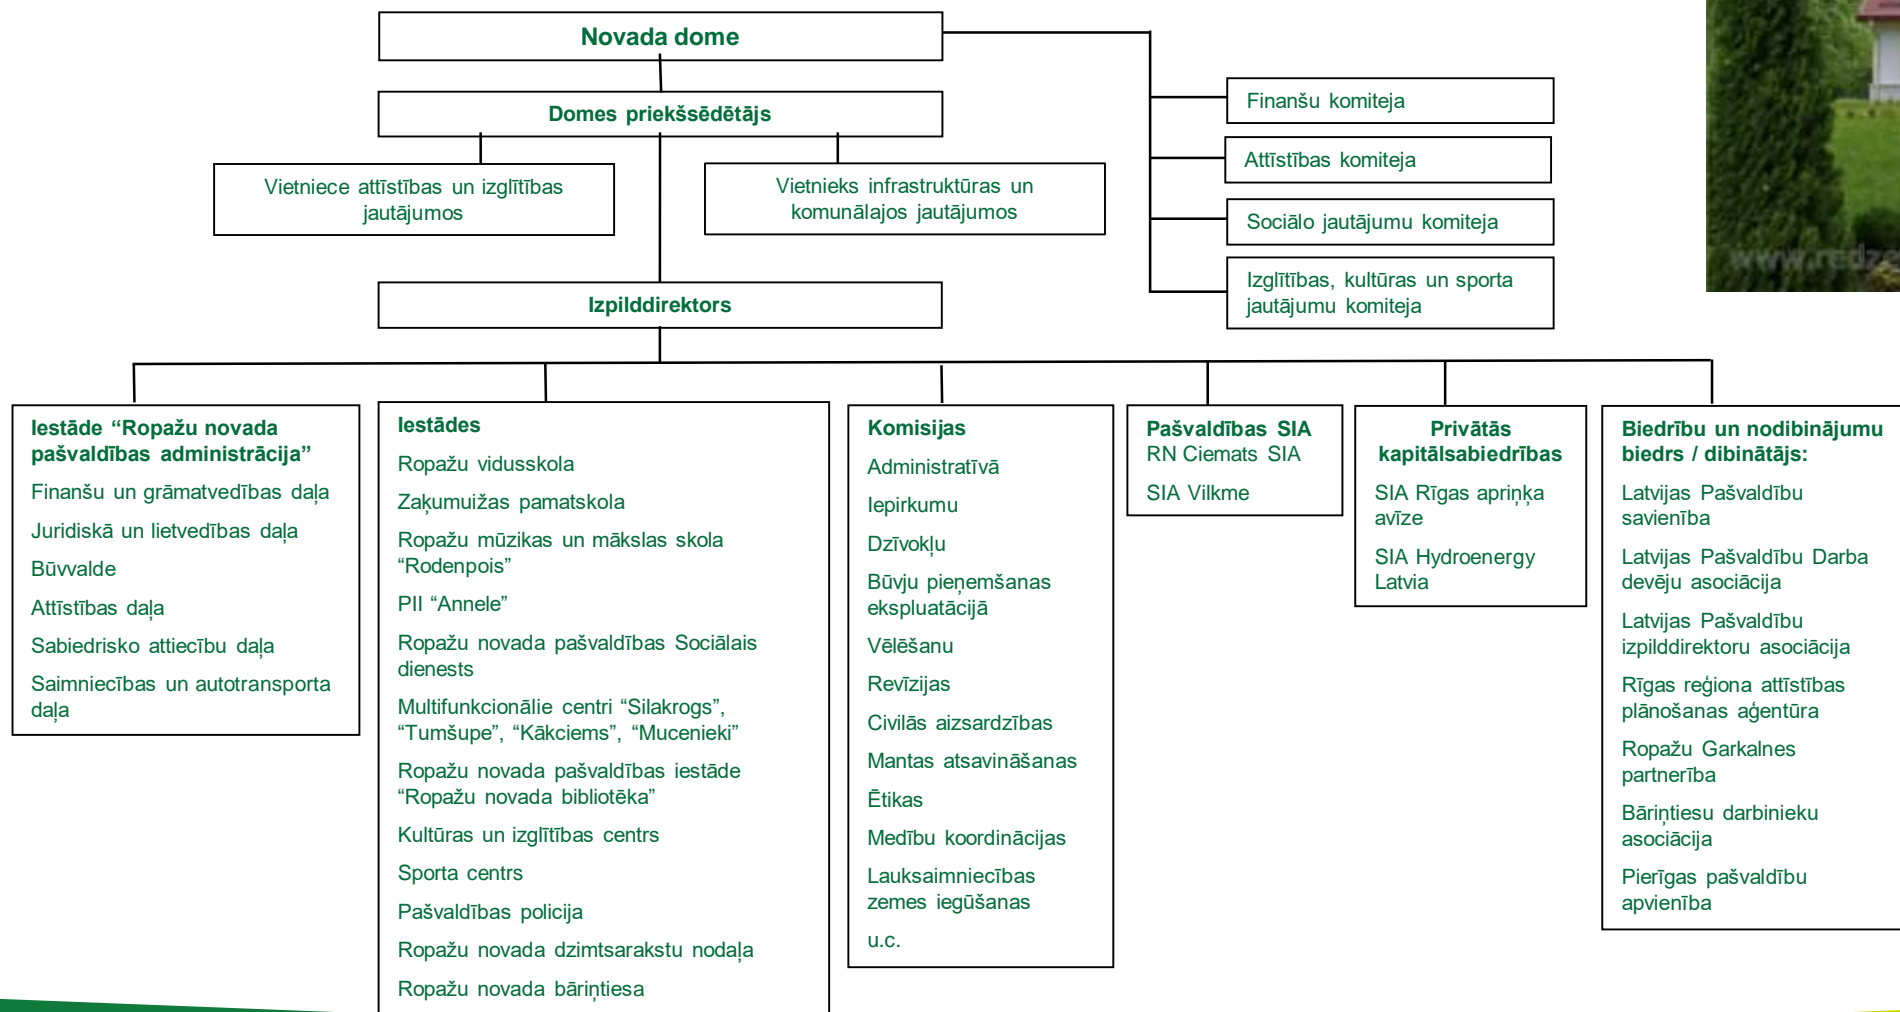 Novada dome
Domes priekšsēdētājs
Vietniece attīstības un izglītības
jautājumos
Vietnieks infrastruktūras un
komunālajos jautājumos
Finanšu komiteja
Attīstības komiteja
Sociālo jautājumu komiteja
Izglītības, kultūras un sporta
jautājumu komiteja
Izpilddirektors
Iestāde “Ropažu novada
pašvaldības administrācija”
Finanšu un grāmatvedības daļa
Juridiskā un lietvedības daļa
Būvvalde
Attīstības daļa
Sabiedrisko attiecību daļa
Saimniecības un autotransporta
daļa
Iestādes
Ropažu vidusskola
Zaķumuižas pamatskola
Ropažu mūzikas un mākslas skola
“Rodenpois”
PII “Annele”
Ropažu novada pašvaldības Sociālais
dienests
Multifunkcionālie centri “Silakrogs”,
“Tumšupe”, “Kākciems”, “Mucenieki”
Ropažu novada pašvaldības iestāde
“Ropažu novada bibliotēka”
Kultūras un izglītības centrs
Sporta centrs
Pašvaldības policija
Ropažu novada dzimtsarakstu nodaļa
Ropažu novada bāriņtiesa
Komisijas
Administratīvā
Iepirkumu
Dzīvokļu
Būvju pieņemšanas
ekspluatācijā
Vēlēšanu
Revīzijas
Civilās aizsardzības
Mantas atsavināšanas
Ētikas
Medību koordinācijas
Lauksaimniecības
zemes iegūšanas
u.c.
Pašvaldības SIA
RN Ciemats SIA
SIA Vilkme
Privātās
kapitālsabiedrības
SIA Rīgas apriņķa
avīze
SIA Hydroenergy
Latvia
Biedrību un nodibinājumu
biedrs / dibinātājs:
Latvijas Pašvaldību
savienība
Latvijas Pašvaldību Darba
devēju asociācija
Latvijas Pašvaldību
izpilddirektoru asociācija
Rīgas reģiona attīstības
plānošanas aģentūra
Ropažu Garkalnes
partnerība
Bāriņtiesu darbinieku
asociācija
Pierīgas pašvaldību
apvienība